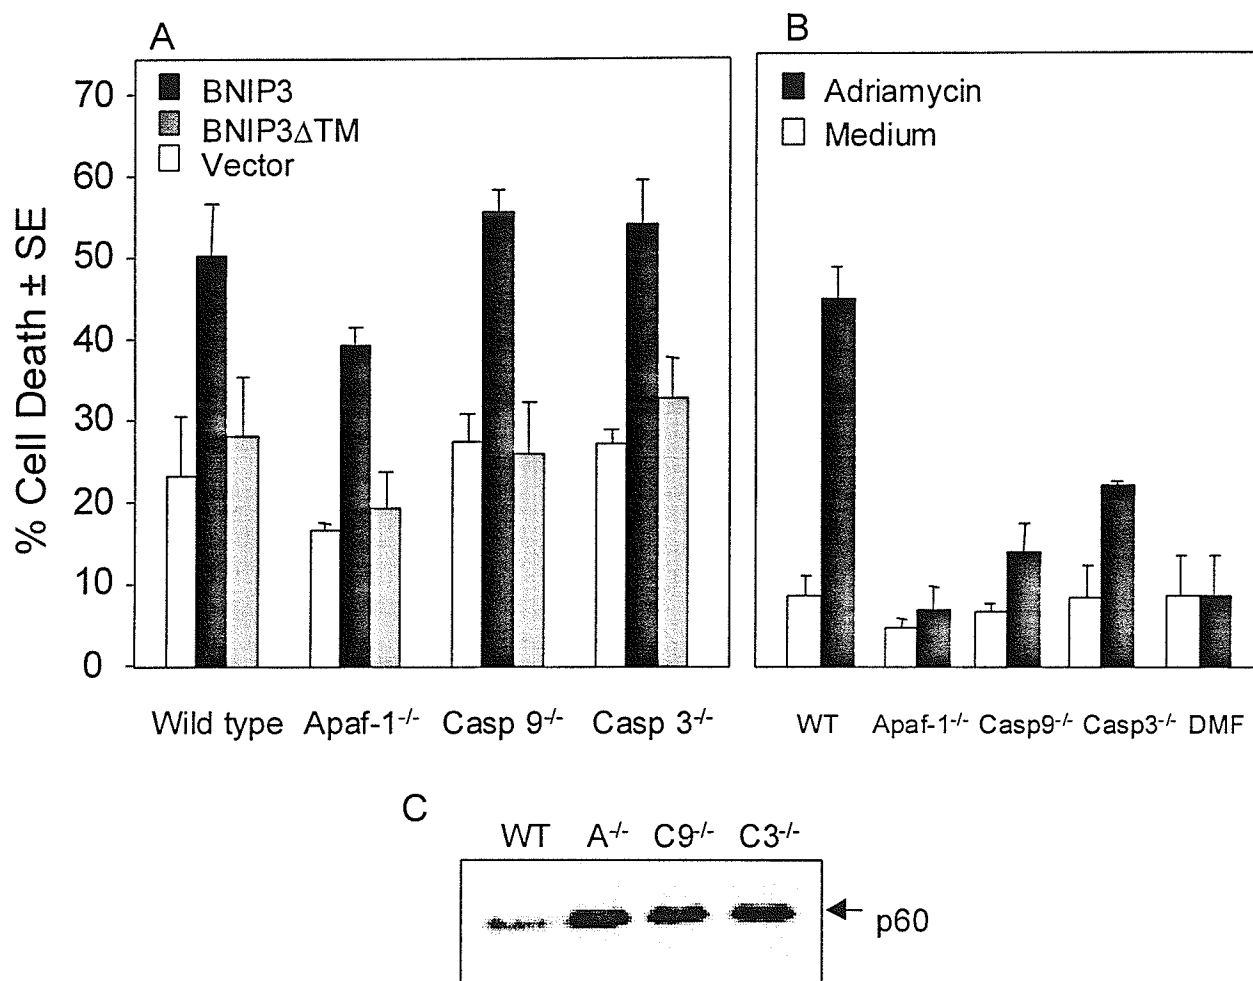 A
BNIP3
BNIP3ΔTM
Vector
% Cell Death ± SE
70
60
50
40
30
20
10
0
Wild type Apaf-1-/- Casp 9-/- Casp 3-/-
B
Adriamycin
Medium
WT Apaf-1-/- Casp9-/- Casp3-/- DMF
C
WT A-/- C9-/- C3-/-
p60